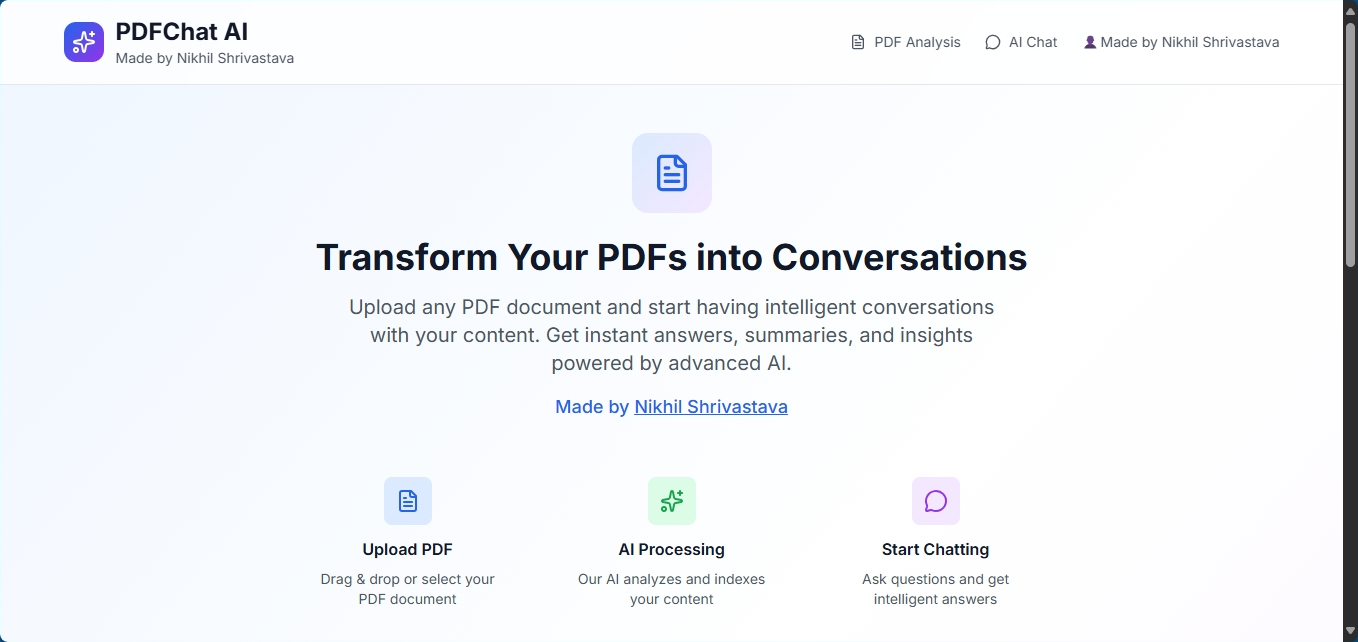 PDFChat AI
Made by Nikhil Shrivastava
PDF Analysis
AI Chat
Made by Nikhil Shrivastava
Transform Your PDFs into Conversations
Upload any PDF document and start having intelligent conversations
with your content. Get instant answers, summaries, and insights
powered by advanced AI.
Made by Nikhil Shrivastava
Upload PDF
Drag & drop or select your
PDF document
AI Processing
Our AI analyzes and indexes
your content
Start Chatting
Ask questions and get
intelligent answers